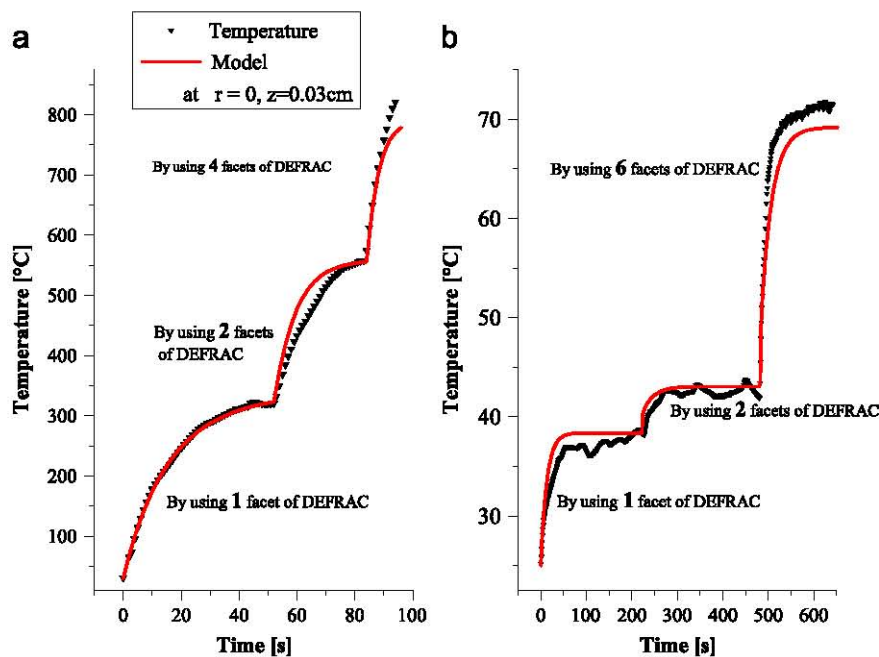 a
Temperature
Model
at r = 0, z=0.03cm
b
800
700
600
500
400
300
200
100
Temperature [°C]
By using 4 facets of DEFRAC
By using 2 facets
of DEFRAC
By using 1 facet of DEFRAC
0
20
40
60
80
100
Time [s]
70
60
50
40
30
Temperature [°C]
By using 6 facets of DEFRAC
By using 2 facets of DEFRAC
By using 1 facet of DEFRAC
0
100
200
300
400
500
600
Time [s]